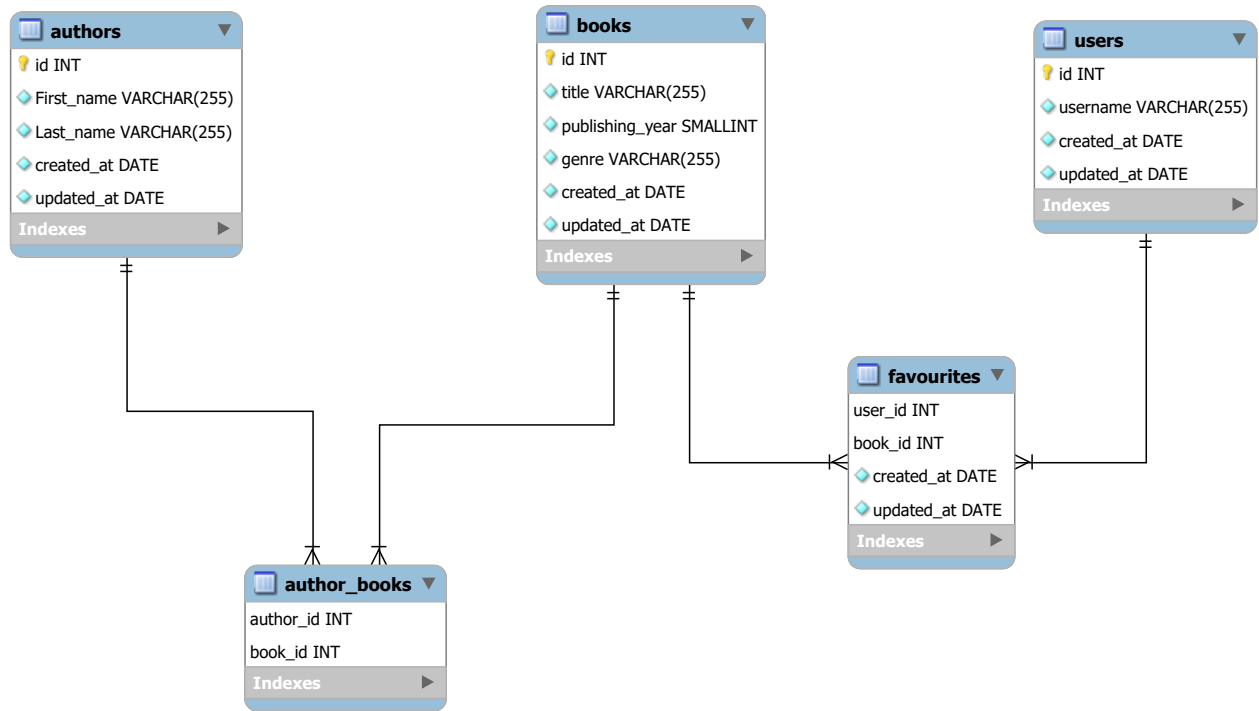 authors
id INT
First_name VARCHAR(255)
Last_name VARCHAR(255)
created_at DATE
updated_at DATE
Indexes
books
id INT
title VARCHAR(255)
publishing_year SMALLINT
genre VARCHAR(255)
created_at DATE
updated_at DATE
Indexes
users
id INT
username VARCHAR(255)
created_at DATE
updated_at DATE
Indexes
favourites
user_id INT
book_id INT
created_at DATE
updated_at DATE
Indexes
author_books
author_id INT
book_id INT
Indexes